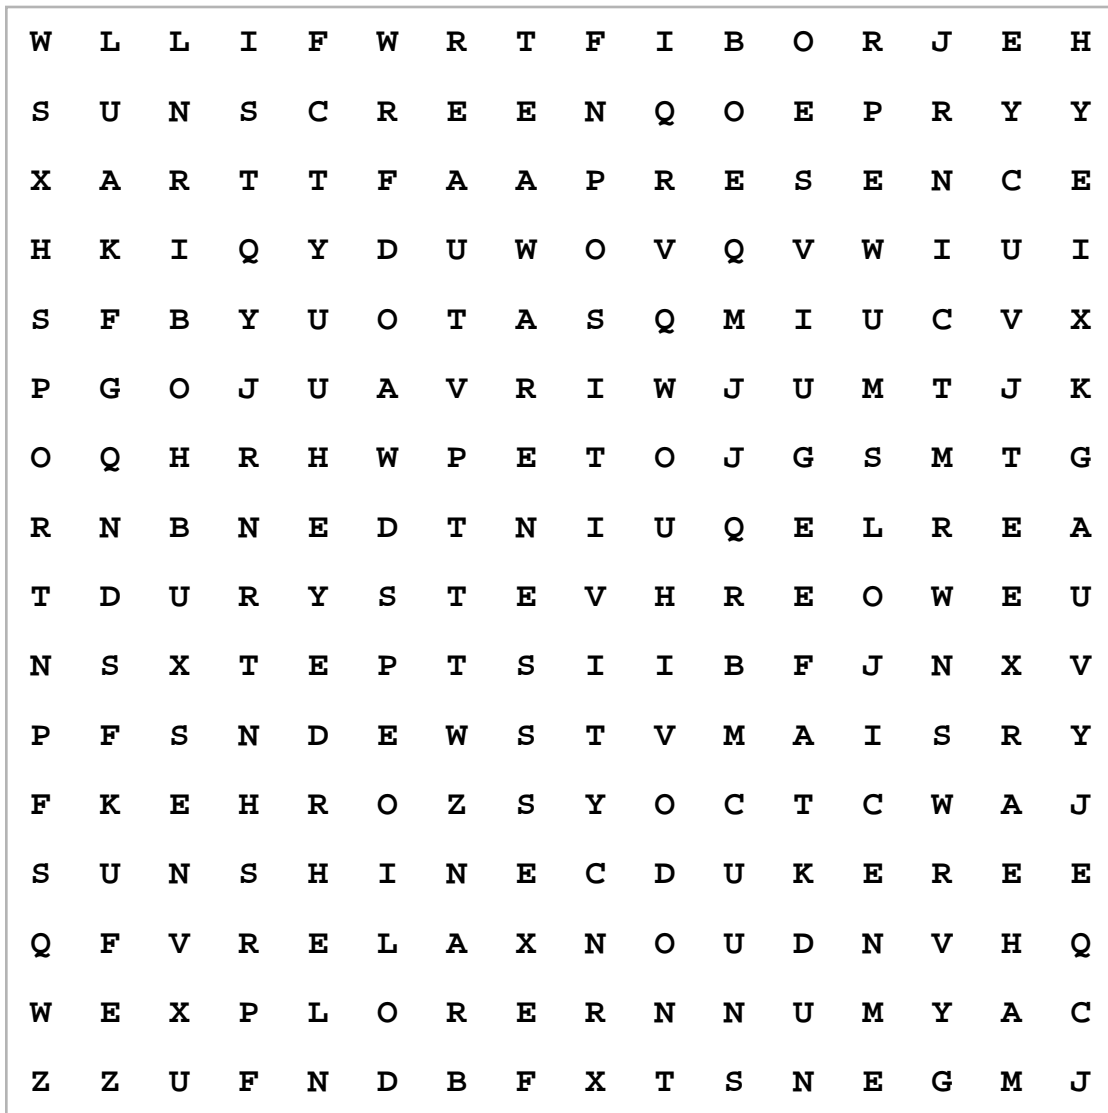 W L L I F W R T F I B O R J E H
S U N S C R E E N Q O E P R Y Y
X A R T T F A A P R E S E N C E
H K I Q Y D U W O V Q V W I U I
S F B Y U O T A S Q M I U C V X
P G O J U A V R I W J U M T J K
O Q H R H W P E T O J G S M T G
R N B N E D T N I U Q E L R E A
T D U R Y S T E V H R E O W E U
N S X T E P T S I I B F J N X V
P F S N D E W S T V M A I S R Y
F K E H R O Z S Y O C T C W A J
S U N S H I N E C D U K E R E E
Q F V R E L A X N O U D N V H Q
W E X P L O R E R N N U M Y A C
Z Z U F N D B F X T S N E G M J